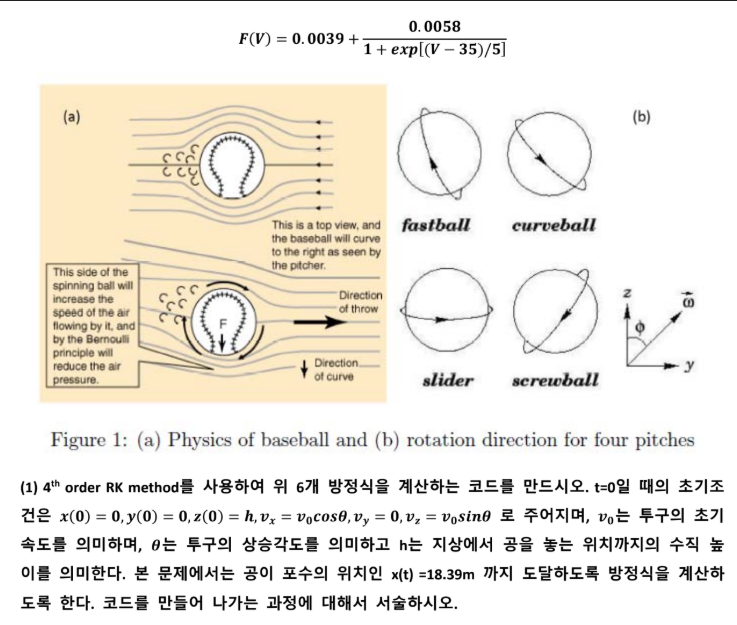 F(V) = 0.0039 + 0.0058 / 1 + exp[(V − 35)/5]
(a)
(b)
This is a top view, and
the baseball will curve
to the right as seen by
the pitcher.
fastball
curveball
This side of the
spinning ball will
increase the
speed of the air
flowing by it, and
by the Bernoulli
principle will
reduce the air
pressure.
F
Direction
of throw
Direction
of curve
slider
screwball
z
ω
ϕ
y
Figure 1: (a) Physics of baseball and (b) rotation direction for four pitches
(1) 4th order RK method를 사용하여 위 6개 방정식을 계산하는 코드를 만드시오. t=0일 때의 초기조
건은 x(0) = 0, y(0) = 0, z(0) = h, vx = v0cosθ, vy = 0, vz = v0sinθ 로 주어지며, v0는 투구의 초기
속도를 의미하며, θ는 투구의 상승각도를 의미하고 h는 지상에서 공을 놓는 위치까지의 수직 높
이를 의미한다. 본 문제에서는 공이 포수의 위치인 x(t) =18.39m 까지 도달하도록 방정식을 계산하
도록 한다. 코드를 만들어 나가는 과정에 대해서 서술하시오.